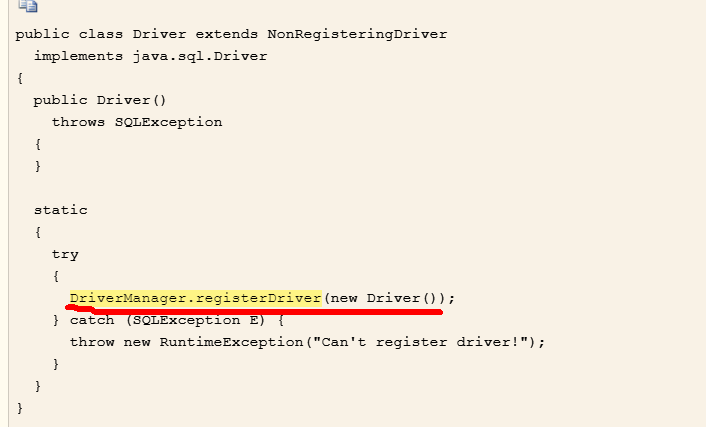 public class Driver extends NonRegisteringDriver
  implements java.sql.Driver
{
  public Driver()
    throws SQLException
  {
  }
  static
  {
    try
    {
      DriverManager.registerDriver(new Driver());
    } catch (SQLException E) {
      throw new RuntimeException("Can't register driver!");
    }
  }
}